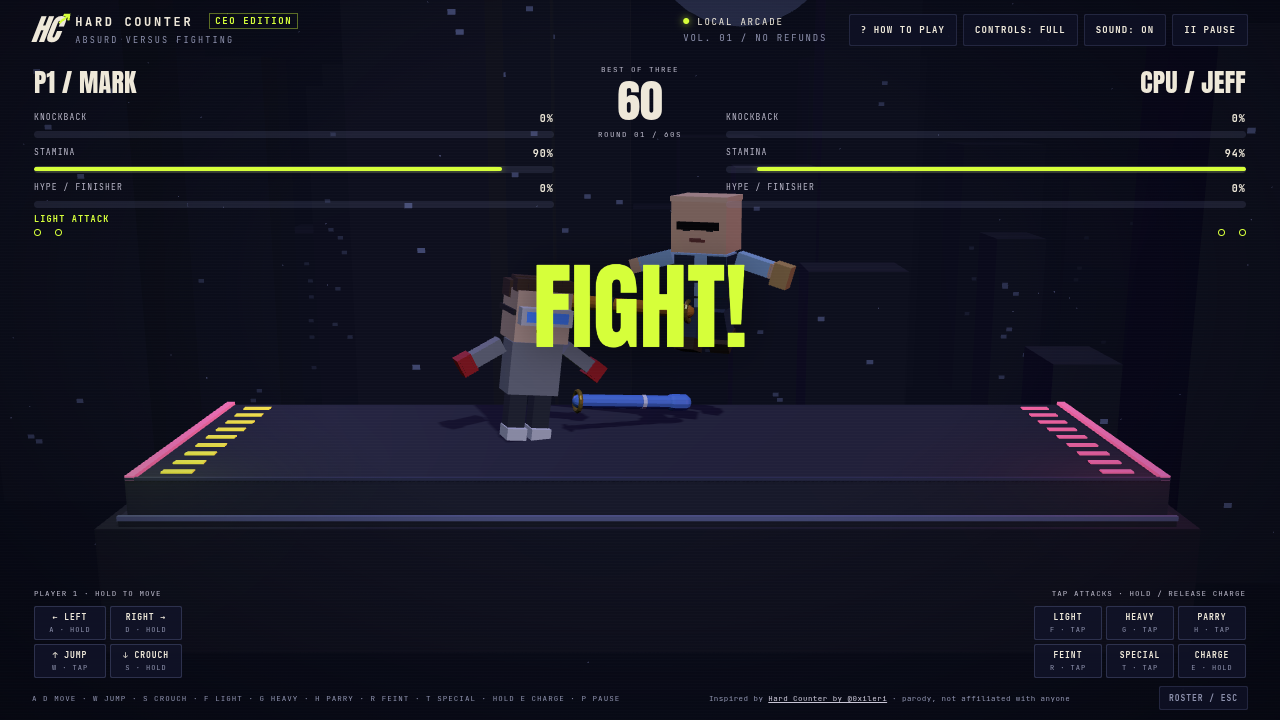 HC HARD COUNTER CEO EDITION
ABSURD VERSUS FIGHTING
LOCAL ARCADE
VOL. 01 / NO REFUNDS
? HOW TO PLAY
CONTROLS: FULL
SOUND: ON
II PAUSE
P1 / MARK
KNOCKBACK 0%
STAMINA 90%
HYPE / FINISHER 0%
LIGHT ATTACK
BEST OF THREE
60
ROUND 01 / 60S
CPU / JEFF
KNOCKBACK 0%
STAMINA 94%
HYPE / FINISHER 0%
FIGHT!
PLAYER 1 · HOLD TO MOVE
← LEFT
A · HOLD
RIGHT →
D · HOLD
↑ JUMP
W · TAP
↓ CROUCH
S · HOLD
TAP ATTACKS · HOLD / RELEASE CHARGE
LIGHT
F · TAP
HEAVY
G · TAP
PARRY
H · TAP
FEINT
R · TAP
SPECIAL
T · TAP
CHARGE
E · HOLD
A D MOVE · W JUMP · S CROUCH · F LIGHT · G HEAVY · H PARRY · R FEINT · T SPECIAL · HOLD E CHARGE · P PAUSE
Inspired by Hard Counter by @0xileri · parody, not affiliated with anyone
ROSTER / ESC